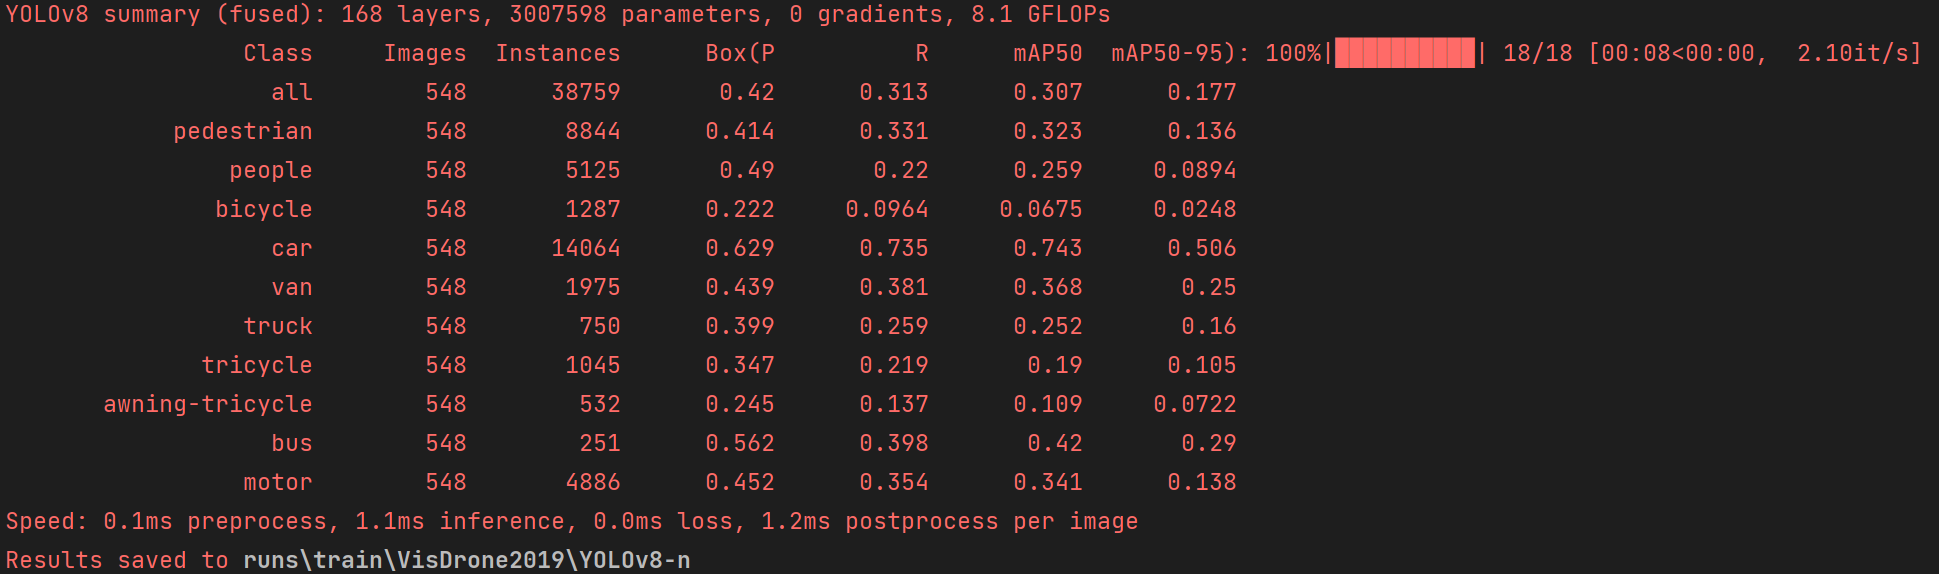 YOLOv8 summary (fused): 168 layers, 3007598 parameters, 0 gradients, 8.1 GFLOPs
Class Images Instances Box(P R mAP50 mAP50-95): 100%|██████████| 18/18 [00:08<00:00, 2.10it/s]
all 548 38759 0.42 0.313 0.307 0.177
pedestrian 548 8844 0.414 0.331 0.323 0.136
people 548 5125 0.49 0.22 0.259 0.0894
bicycle 548 1287 0.222 0.0964 0.0675 0.0248
car 548 14064 0.629 0.735 0.743 0.506
van 548 1975 0.439 0.381 0.368 0.25
truck 548 750 0.399 0.259 0.252 0.16
tricycle 548 1045 0.347 0.219 0.19 0.105
awning-tricycle 548 532 0.245 0.137 0.109 0.0722
bus 548 251 0.562 0.398 0.42 0.29
motor 548 4886 0.452 0.354 0.341 0.138
Speed: 0.1ms preprocess, 1.1ms inference, 0.0ms loss, 1.2ms postprocess per image
Results saved to runs\train\VisDrone2019\YOLOv8-n